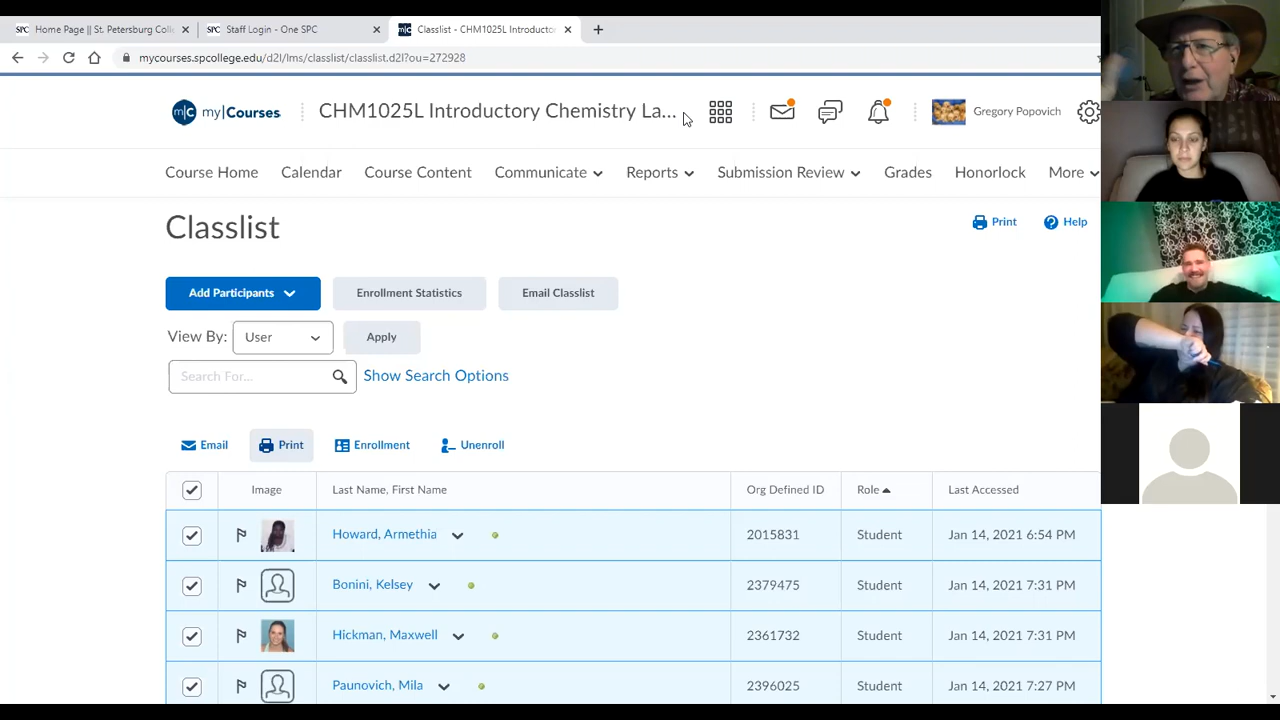 SPC Home Page || St. Petersburg Coll
SPC Staff Login - One SPC
m|c Classlist - CHM1025L Introducto
mycourses.spcollege.edu/d2l/lms/classlist/classlist.d2l?ou=272928
m|c my|Courses
CHM1025L Introductory Chemistry La...
Gregory Popovich
Course Home Calendar Course Content Communicate Reports Submission Review Grades Honorlock More
Classlist
Print Help
Add Participants Enrollment Statistics Email Classlist
View By: User Apply
Search For... Show Search Options
Email Print Enrollment Unenroll
Image Last Name, First Name Org Defined ID Role Last Accessed
Howard, Armethia 2015831 Student Jan 14, 2021 6:54 PM
Bonini, Kelsey 2379475 Student Jan 14, 2021 7:31 PM
Hickman, Maxwell 2361732 Student Jan 14, 2021 7:31 PM
Paunovich, Mila 2396025 Student Jan 14, 2021 7:27 PM